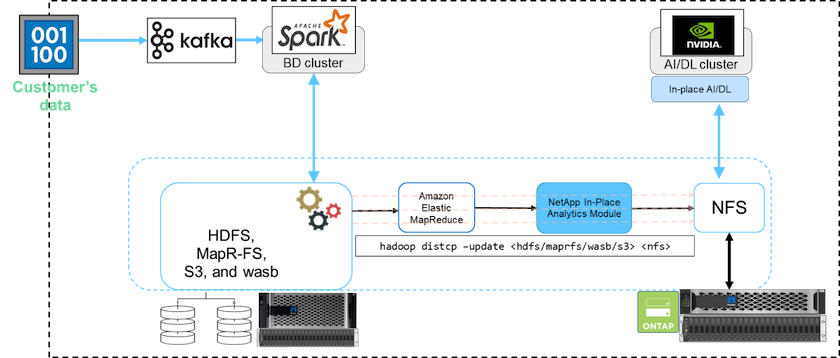 001
100
Customer's
data
kafka
APACHE
Spark
BD cluster
NVIDIA
AI/DL cluster
In-place AI/DL
HDFS,
MapR-FS,
S3, and wasb
Amazon
Elastic
MapReduce
NetApp In-Place
Analytics Module
NFS
hadoop distcp –update <hdfs/maprfs/wasb/s3> <nfs>
ONTAP